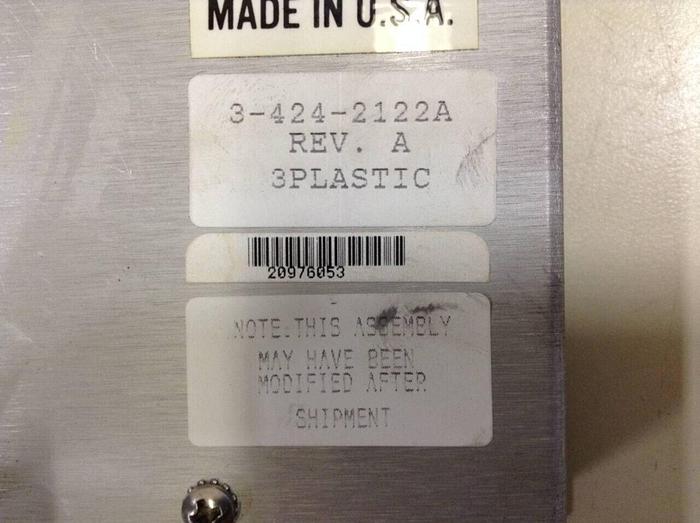 MADE IN U.S.A.
3-424-2122A
REV. A
3PLASTIC
20976053
NOTE:THIS ASSEMBLY
MAY HAVE BEEN
MODIFIED AFTER
SHIPMENT